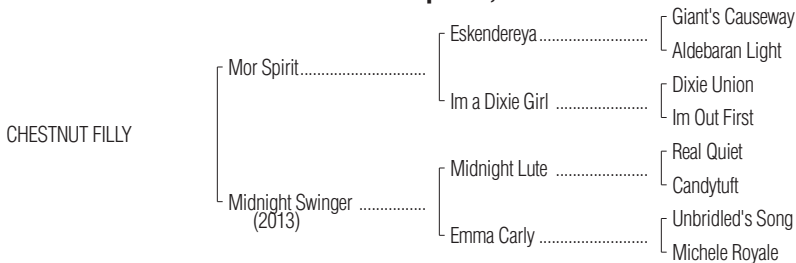 Giant's Causeway
Eskendereya
Aldebaran Light
Mor Spirit
Dixie Union
Im a Dixie Girl
Im Out First
CHESTNUT FILLY
Real Quiet
Midnight Lute
Candytuft
Midnight Swinger
(2013)
Unbridled's Song
Emma Carly
Michele Royale